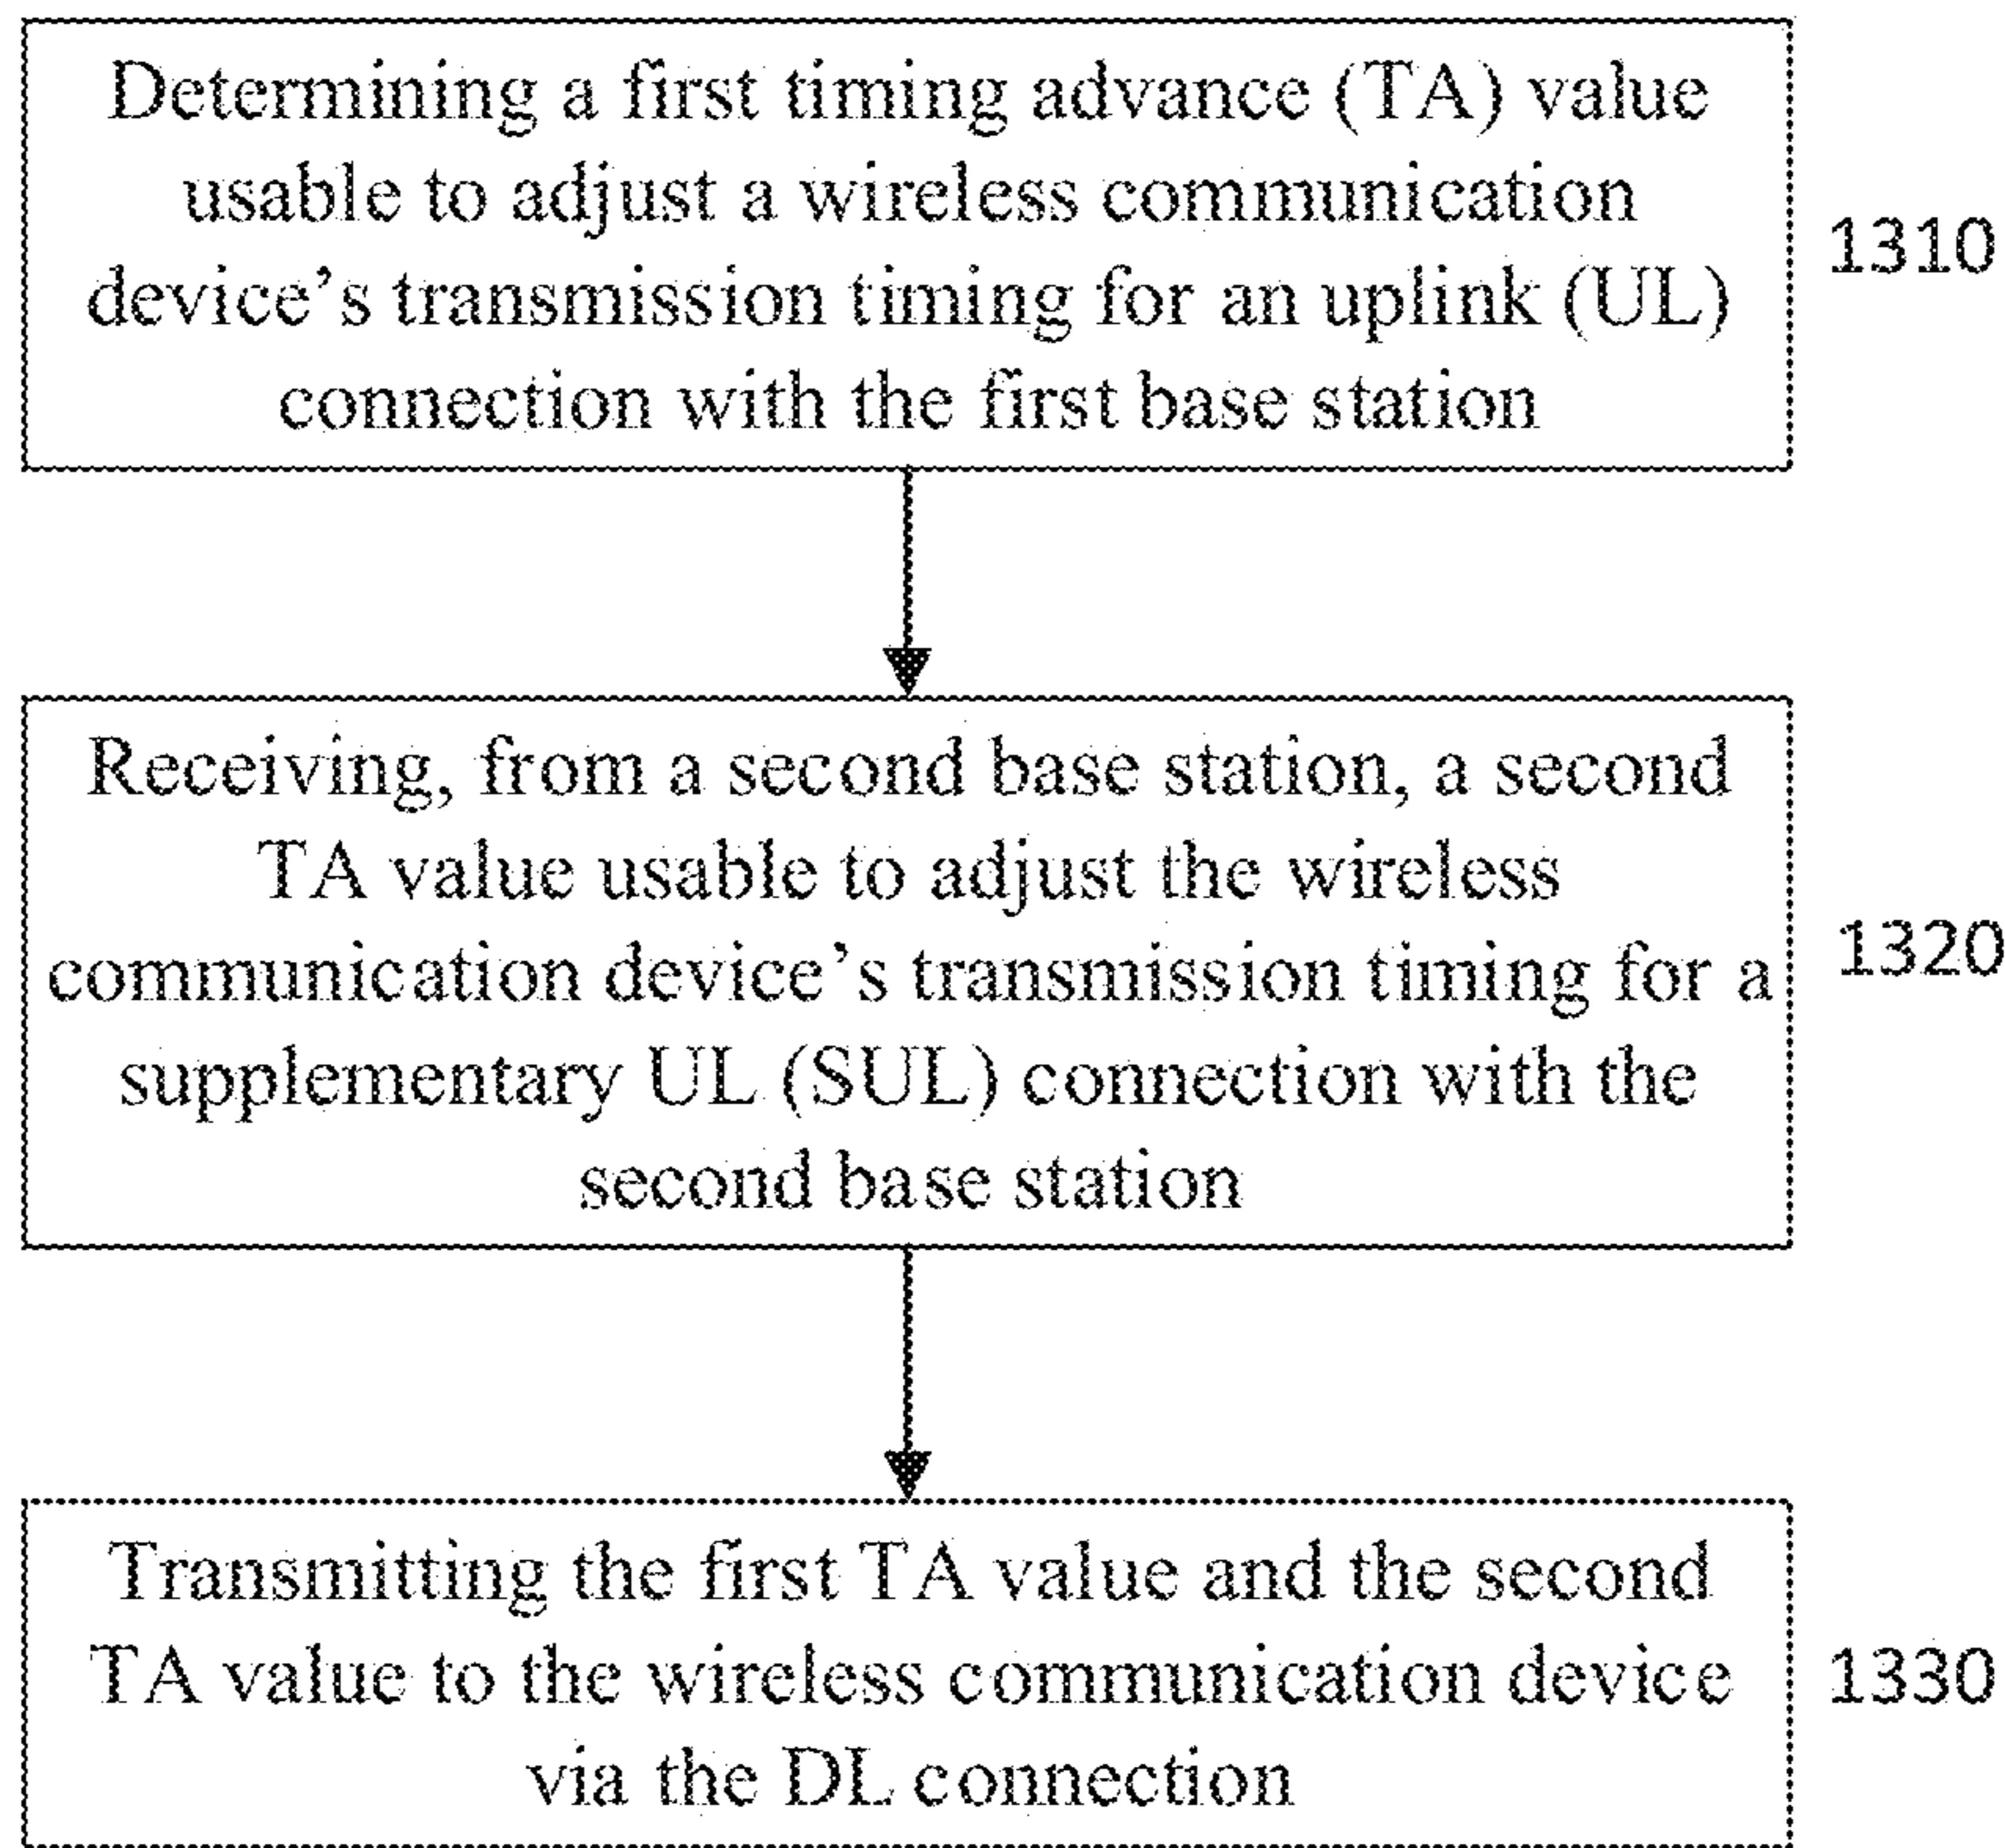 Determining a first timing advance (TA) value
usable to adjust a wireless communication
device's transmission timing for an uplink (UL)
connection with the first base station
1310
Receiving, from a second base station, a second
TA value usable to adjust the wireless
communication device's transmission timing for a
supplementary UL (SUL) connection with the
second base station
1320
Transmitting the first TA value and the second
TA value to the wireless communication device
via the DL connection
1330